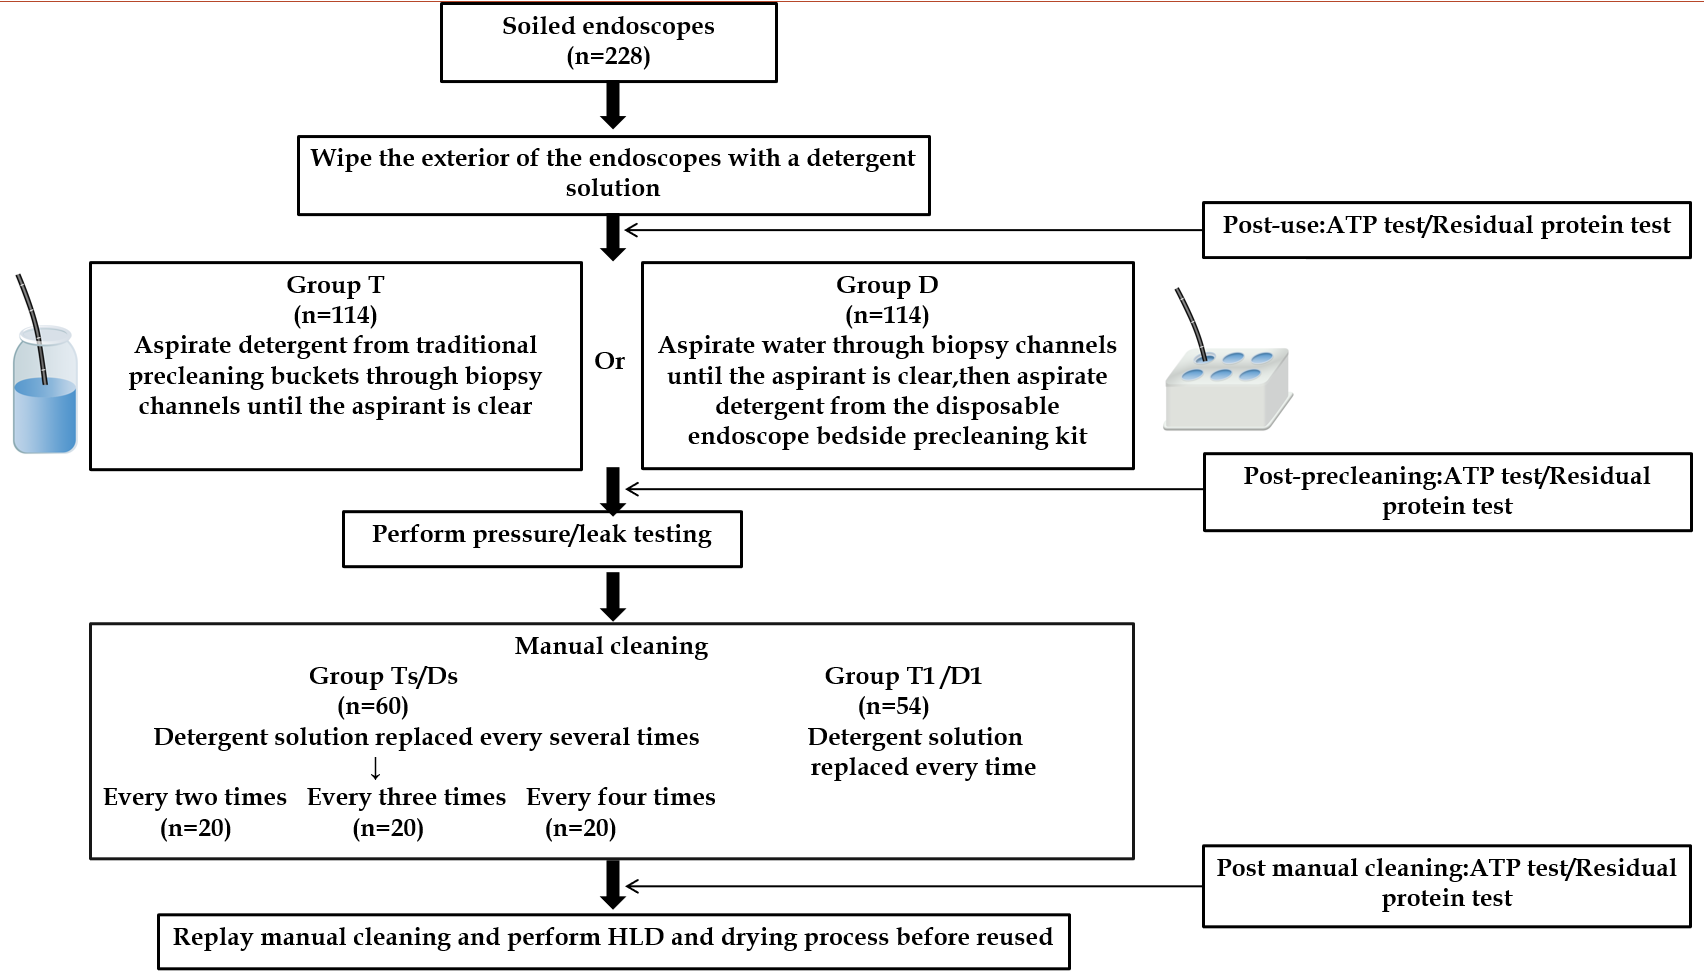 Soiled endoscopes
(n=228)
Wipe the exterior of the endoscopes with a detergent
solution
Post-use:ATP test/Residual protein test
Group T
(n=114)
Aspirate detergent from traditional
precleaning buckets through biopsy
channels until the aspirant is clear
Or
Group D
(n=114)
Aspirate water through biopsy channels
until the aspirant is clear,then aspirate
detergent from the disposable
endoscope bedside precleaning kit
Post-precleaning:ATP test/Residual
protein test
Perform pressure/leak testing
Manual cleaning
Group Ts/Ds
(n=60)
Detergent solution replaced every several times
↓
Every two times Every three times Every four times
(n=20) (n=20) (n=20)
Group T1/D1
(n=54)
Detergent solution
replaced every time
Post manual cleaning:ATP test/Residual
protein test
Replay manual cleaning and perform HLD and drying process before reused